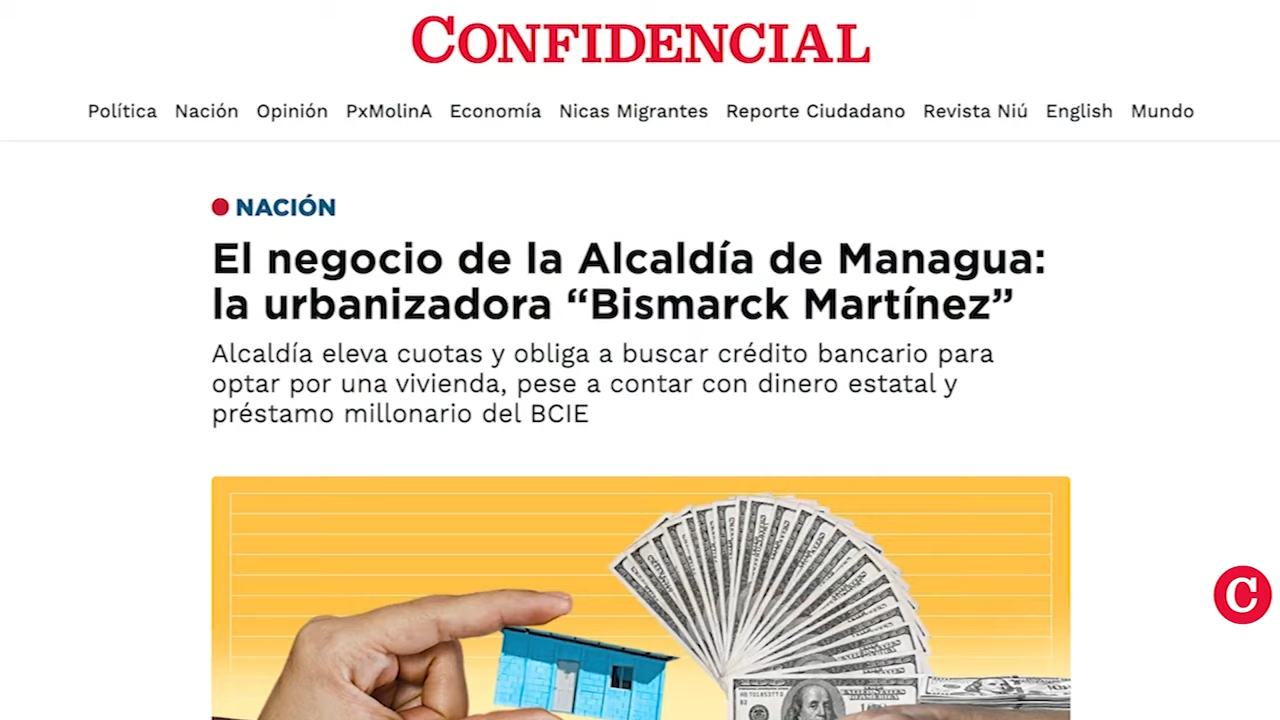 CONFIDENCIAL
Política Nación Opinión PxMolinA Economía Nicas Migrantes Reporte Ciudadano Revista Niú English Mundo
NACIÓN
El negocio de la Alcaldía de Managua:
la urbanizadora “Bismarck Martínez”
Alcaldía eleva cuotas y obliga a buscar crédito bancario para
optar por una vivienda, pese a contar con dinero estatal y
préstamo millonario del BCIE
C